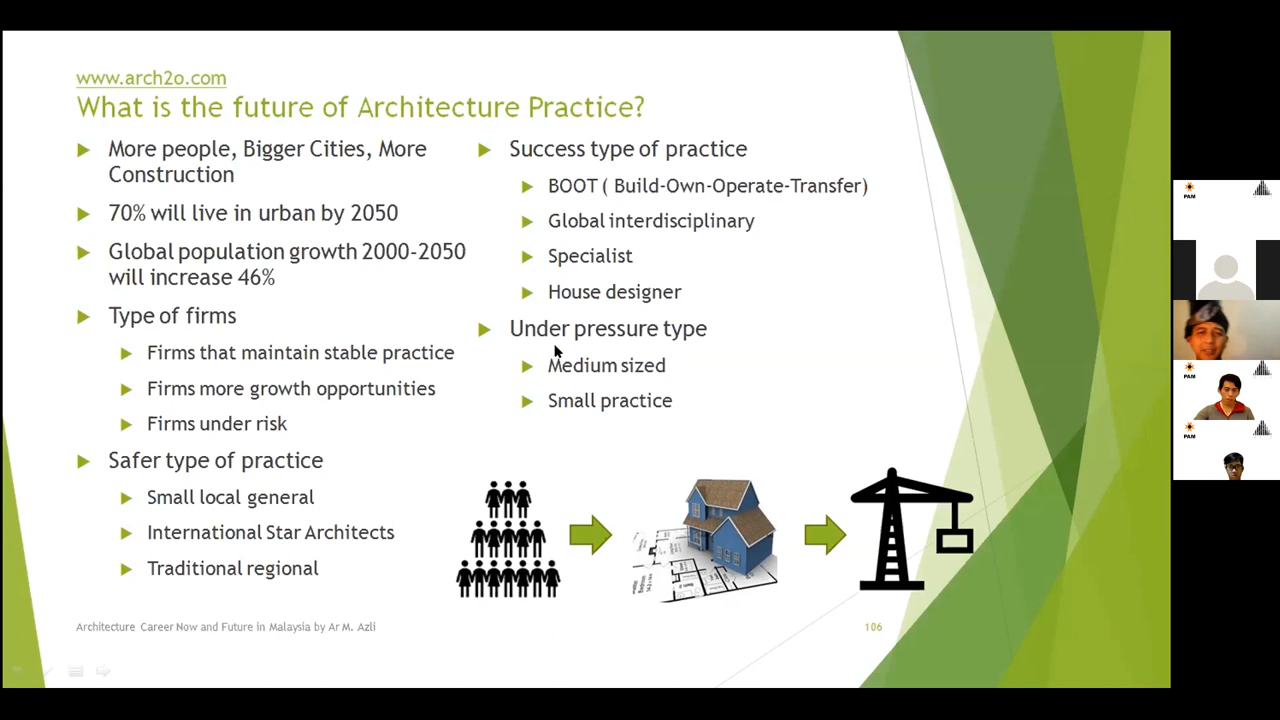 www.arch2o.com
What is the future of Architecture Practice?
More people, Bigger Cities, More
Construction
70% will live in urban by 2050
Global population growth 2000-2050
will increase 46%
Type of firms
Firms that maintain stable practice
Firms more growth opportunities
Firms under risk
Safer type of practice
Small local general
International Star Architects
Traditional regional
Success type of practice
BOOT ( Build-Own-Operate-Transfer)
Global interdisciplinary
Specialist
House designer
Under pressure type
Medium sized
Small practice
Architecture Career Now and Future in Malaysia by Ar M. Azli
106
PAM
PAM
PAM